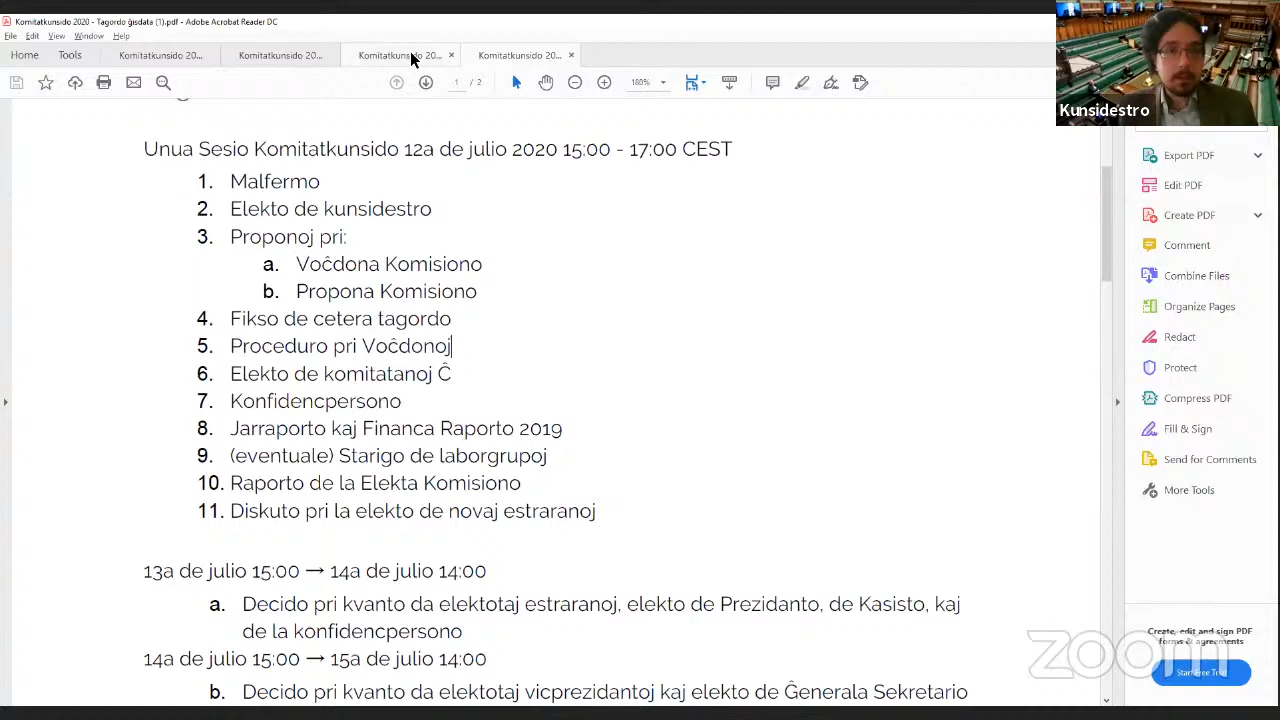 Komitatkunsido 2020 - Tagordo ĝisdata (1).pdf - Adobe Acrobat Reader DC
File Edit View Window Help
Home Tools Komitatkunsido 20... Komitatkunsido 20... Komitatkunsido 20... × Komitatkunsido 20... ×
1 / 2 180%
Kunsidestro
Unua Sesio Komitatkunsido 12a de julio 2020 15:00 - 17:00 CEST
1. Malfermo
2. Elekto de kunsidestro
3. Proponoj pri:
a. Voĉdona Komisiono
b. Propona Komisiono
4. Fikso de cetera tagordo
5. Proceduro pri Voĉdonoj
6. Elekto de komitatanoj Ĉ
7. Konfidencpersono
8. Jarraporto kaj Financa Raporto 2019
9. (eventuale) Starigo de laborgrupoj
10. Raporto de la Elekta Komisiono
11. Diskuto pri la elekto de novaj estraranoj
13a de julio 15:00 → 14a de julio 14:00
a. Decido pri kvanto da elektotaj estraranoj, elekto de Prezidanto, de Kasisto, kaj
de la konfidencpersono
14a de julio 15:00 → 15a de julio 14:00
b. Decido pri kvanto da elektotaj vicprezidantoj kaj elekto de Ĝenerala Sekretario
Export PDF
Edit PDF
Create PDF
Comment
Combine Files
Organize Pages
Redact
Protect
Compress PDF
Fill & Sign
Send for Comments
More Tools
Create, edit and sign PDF
forms & agreements
Start Free Trial
zoom